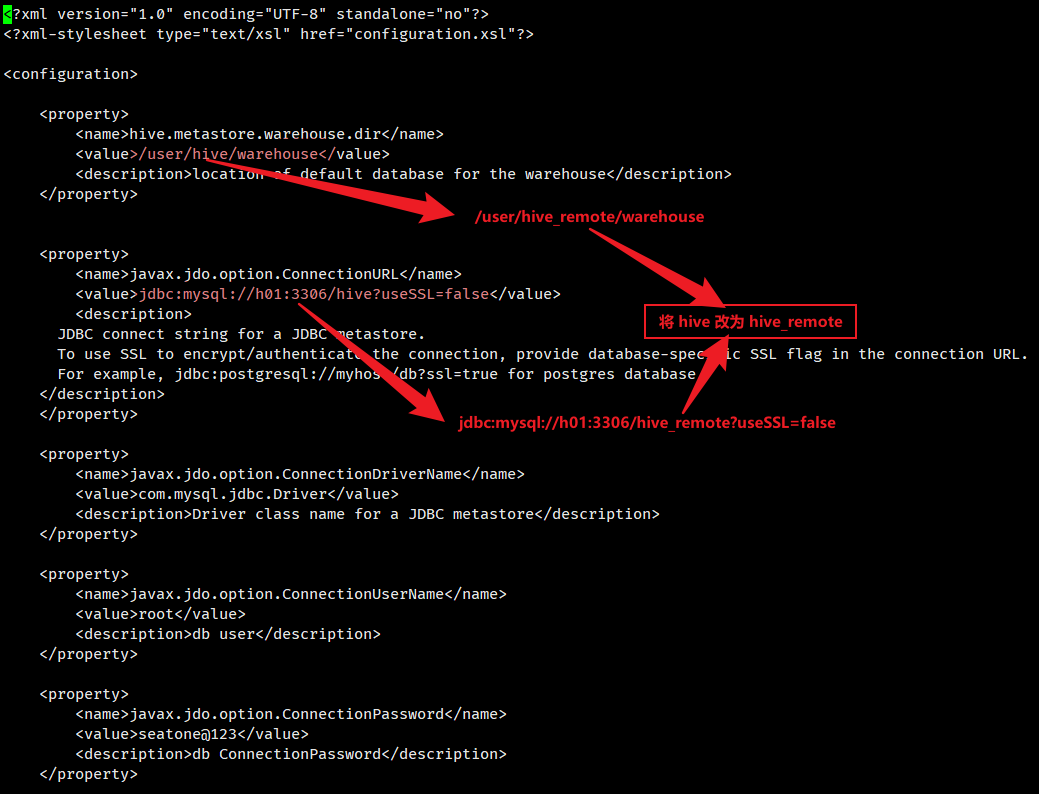 <?xml version="1.0" encoding="UTF-8" standalone="no"?>
<?xml-stylesheet type="text/xsl" href="configuration.xsl"?>
<configuration>
<property>
<name>hive.metastore.warehouse.dir</name>
<value>/user/hive/warehouse</value>
<description>location of default database for the warehouse</description>
</property>
/user/hive_remote/warehouse
<property>
<name>javax.jdo.option.ConnectionURL</name>
<value>jdbc:mysql://h01:3306/hive?useSSL=false</value>
<description>
将 hive 改为 hive_remote
JDBC connect string for a JDBC metastore.
To use SSL to encrypt/authenticate the connection, provide database-specific SSL flag in the connection URL.
For example, jdbc:postgresql://myhost/db?ssl=true for postgres database
</description>
</property>
jdbc:mysql://h01:3306/hive_remote?useSSL=false
<property>
<name>javax.jdo.option.ConnectionDriverName</name>
<value>com.mysql.jdbc.Driver</value>
<description>Driver class name for a JDBC metastore</description>
</property>
<property>
<name>javax.jdo.option.ConnectionUserName</name>
<value>root</value>
<description>db user</description>
</property>
<property>
<name>javax.jdo.option.ConnectionPassword</name>
<value>seatone@123</value>
<description>db ConnectionPassword</description>
</property>